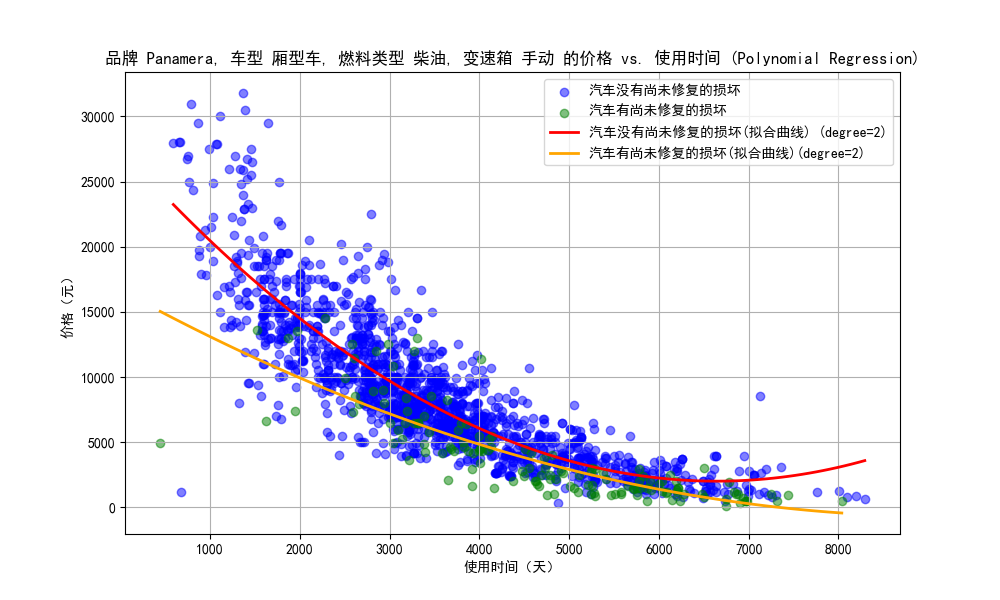 品牌 Panamera, 车型 厢型车, 燃料类型 柴油, 变速箱 手动 的价格 vs. 使用时间 (Polynomial Regression)
汽车没有尚未修复的损坏
汽车有尚未修复的损坏
汽车没有尚未修复的损坏(拟合曲线) (degree=2)
汽车有尚未修复的损坏(拟合曲线)(degree=2)
价格（元）
30000
25000
20000
15000
10000
5000
0
1000 2000 3000 4000 5000 6000 7000 8000
使用时间（天）